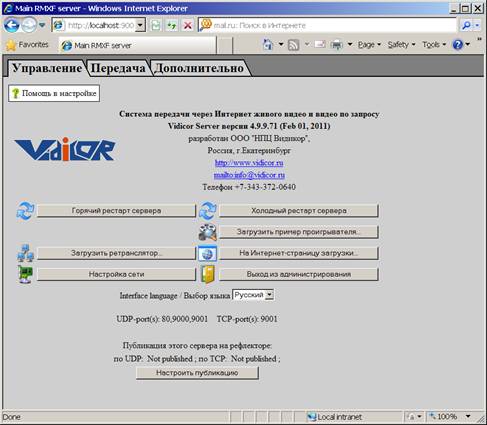 Main RMXF server - Windows Internet Explorer
http://localhost:900
mail.ru: Поиск в Интернете
Favorites
Main RMXF server
Page
Safety
Tools
Управление
Передача
Дополнительно
Помощь в настройке
Система передачи через Интернет живого видео и видео по запросу
Vidicor Server версии 4.9.9.71 (Feb 01, 2011)
разработан ООО "НПЦ Видикор",
Россия, г.Екатеринбург
http://www.vidicor.ru
mailto:info@vidicor.ru
Телефон +7-343-372-0640
VidiCOR
Горячий рестарт сервера
Холодный рестарт сервера
Загрузить пример проигрывателя...
Загрузить ретранслятор...
На Интернет-страницу загрузки...
Настройка сети
Выход из администрирования
Interface language / Выбор языка Русский
UDP-port(s): 80,9000,9001 TCP-port(s): 9001
Публикация этого сервера на рефлекторе:
по UDP: Not published ; по TCP: Not published ;
Настроить публикацию
Done
Local intranet
100%